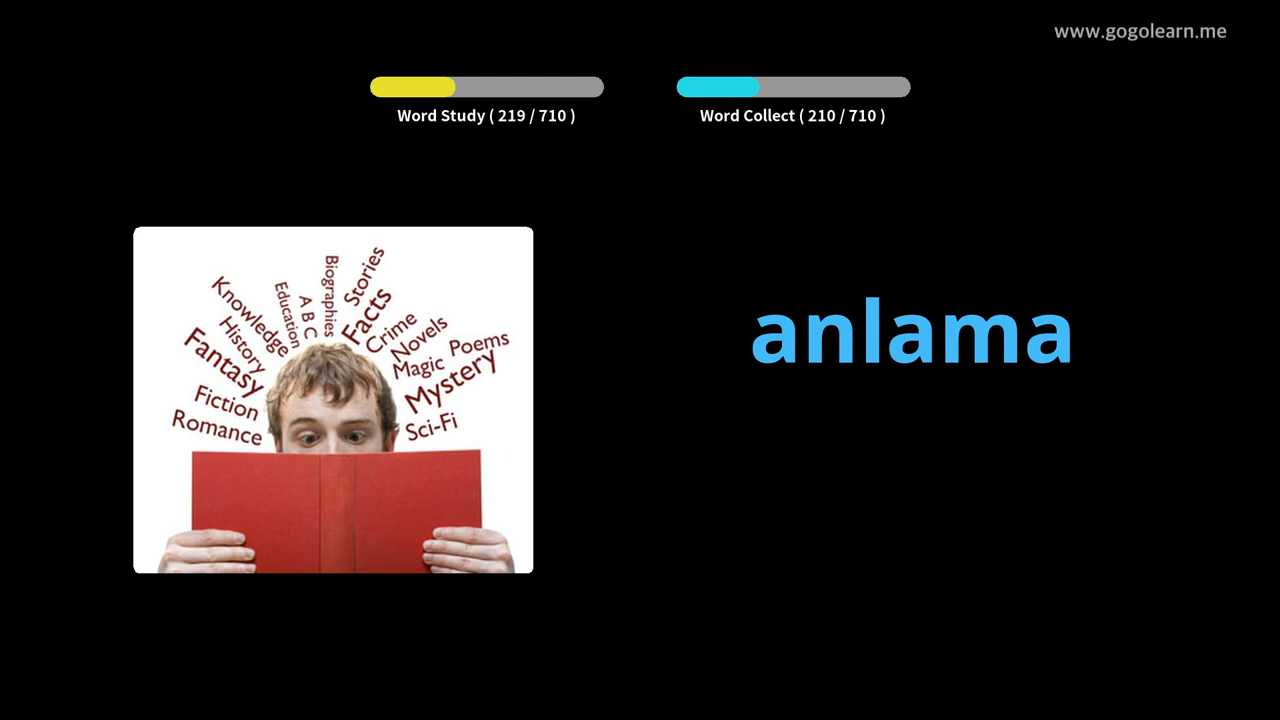 www.gogolearn.me
Word Study ( 219 / 710 )
Word Collect ( 210 / 710 )
Biographies
Stories
Education
A B C
Facts
Knowledge
Crime
History
Novels
Fantasy
Magic
Poems
Mystery
Fiction
Romance
Sci-Fi
anlama